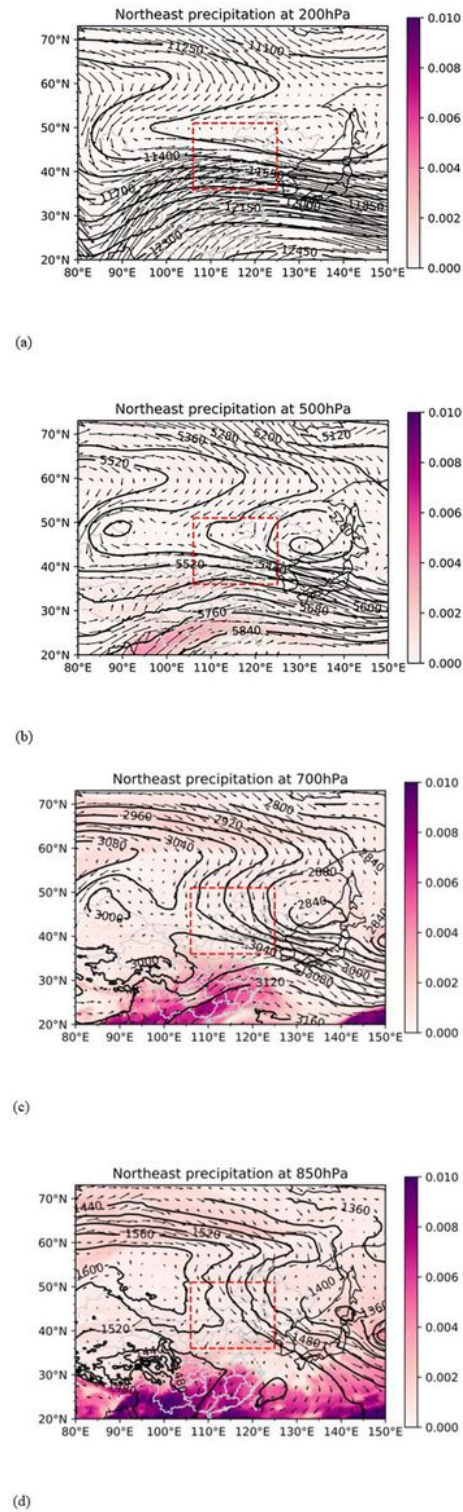 Northeast precipitation at 200hPa
70°N
60°N
50°N
40°N
30°N
20°N
80°E 90°E 100°E 110°E 120°E 130°E 140°E 150°E
11250
11100
11400
11700
12150
11850
12300
12450
0.010
0.008
0.006
0.004
0.002
0.000
(a)
Northeast precipitation at 500hPa
70°N
60°N
50°N
40°N
30°N
20°N
80°E 90°E 100°E 110°E 120°E 130°E 140°E 150°E
5360
5280
5200
5120
5520
5520
5760
5680
5600
5840
0.010
0.008
0.006
0.004
0.002
0.000
(b)
Northeast precipitation at 700hPa
70°N
60°N
50°N
40°N
30°N
20°N
80°E 90°E 100°E 110°E 120°E 130°E 140°E 150°E
2960
2920
2800
3080
3040
2880
2840
3000
2840
2840
3040
3000
3080
3120
3160
0.010
0.008
0.006
0.004
0.002
0.000
(c)
Northeast precipitation at 850hPa
70°N
60°N
50°N
40°N
30°N
20°N
80°E 90°E 100°E 110°E 120°E 130°E 140°E 150°E
1440
1560
1520
1360
1600
1400
1360
1520
1480
0.010
0.008
0.006
0.004
0.002
0.000
(d)